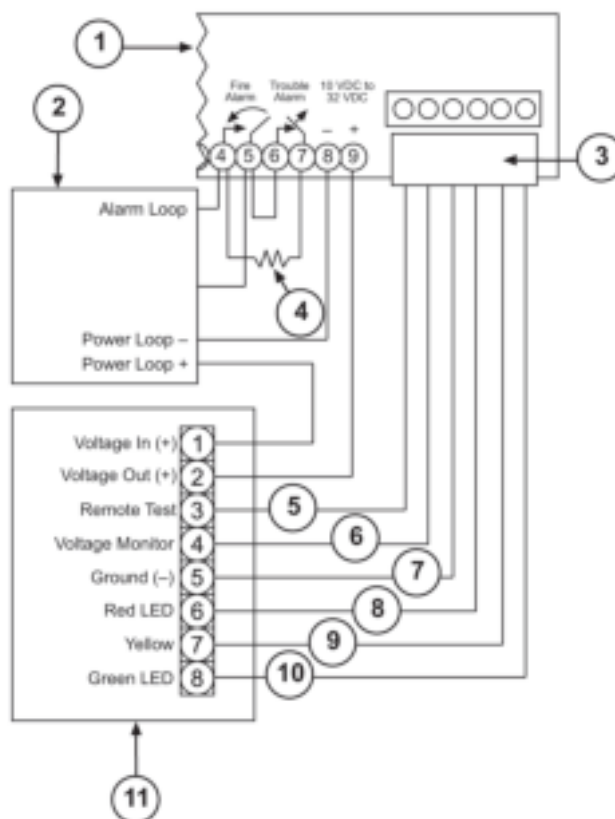 1
2
Fire Alarm
Trouble Alarm
10 VDC to 32 VDC
– +
4 5 6 7 8 9
3
Alarm Loop
4
Power Loop –
Power Loop +
Voltage In (+) 1
Voltage Out (+) 2
Remote Test 3 5
Voltage Monitor 4 6
Ground (–) 5 7
Red LED 6 8
Yellow 7 9
Green LED 8 10
11